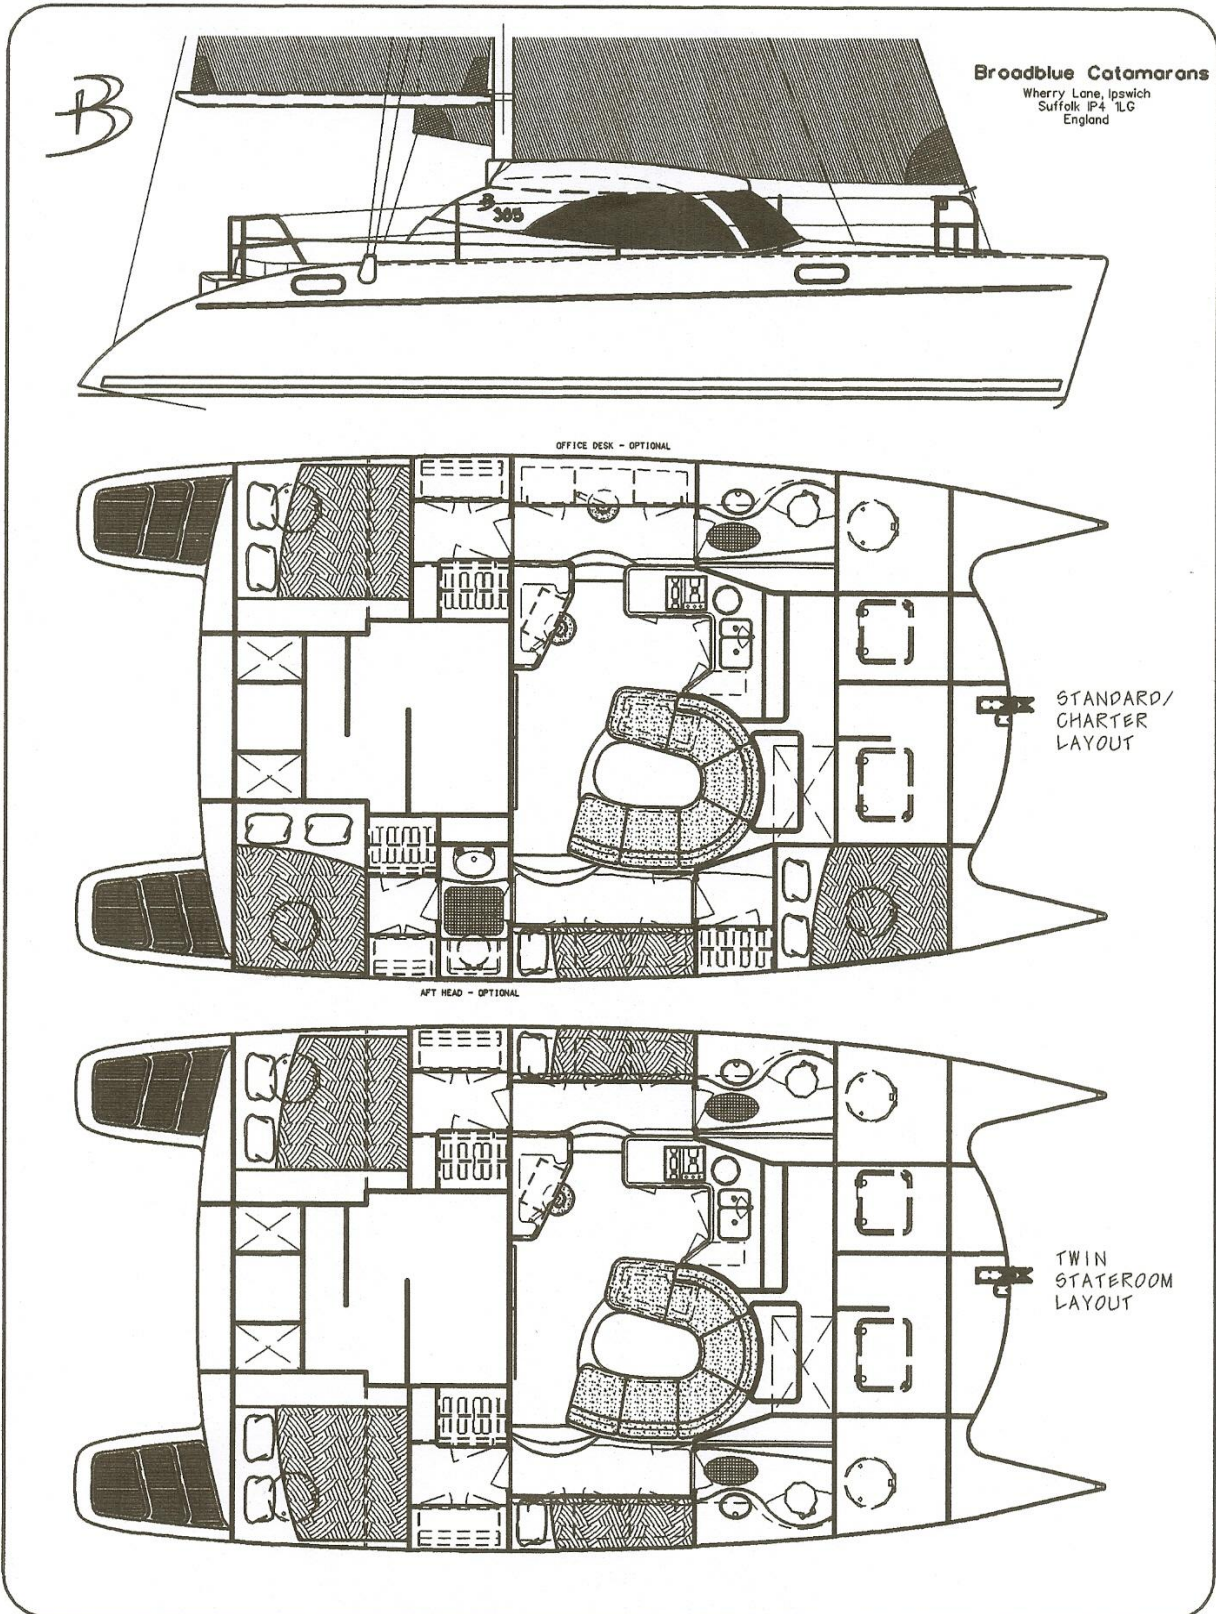 B
Broadblue Catamarans
Wherry Lane, Ipswich
Suffolk IP4 1LG
England
B
385
OFFICE DESK - OPTIONAL
STANDARD/
CHARTER
LAYOUT
AFT HEAD - OPTIONAL
TWIN
STATEROOM
LAYOUT